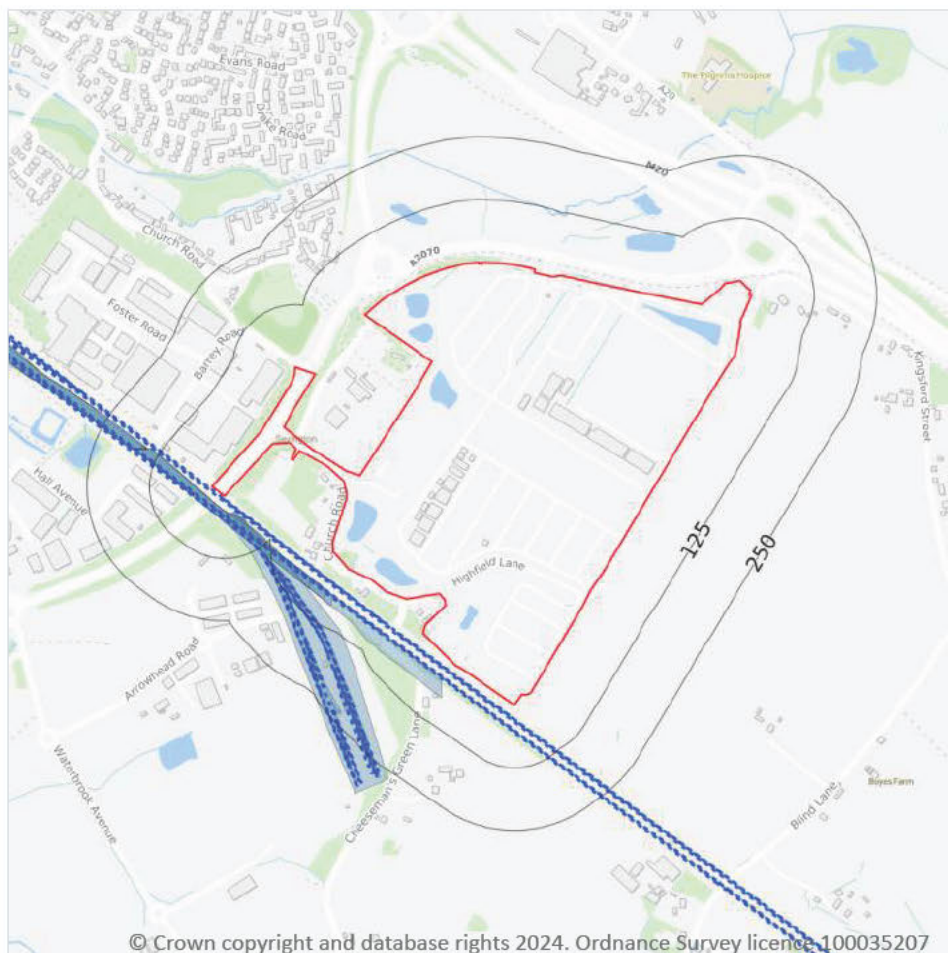 Evans Road
Drake Road
The Pilgrims Hospice
A20
M20
Church Road
A2070
Foster Road
Barrey Road
Kingsford Street
Sevington
Hall Avenue
Church Road
125
250
Highfield Lane
Arrowhead Road
Waterbrook Avenue
Cheeseman's Green Lane
Boyes Farm
Blind Lane
© Crown copyright and database rights 2024. Ordnance Survey licence 100035207